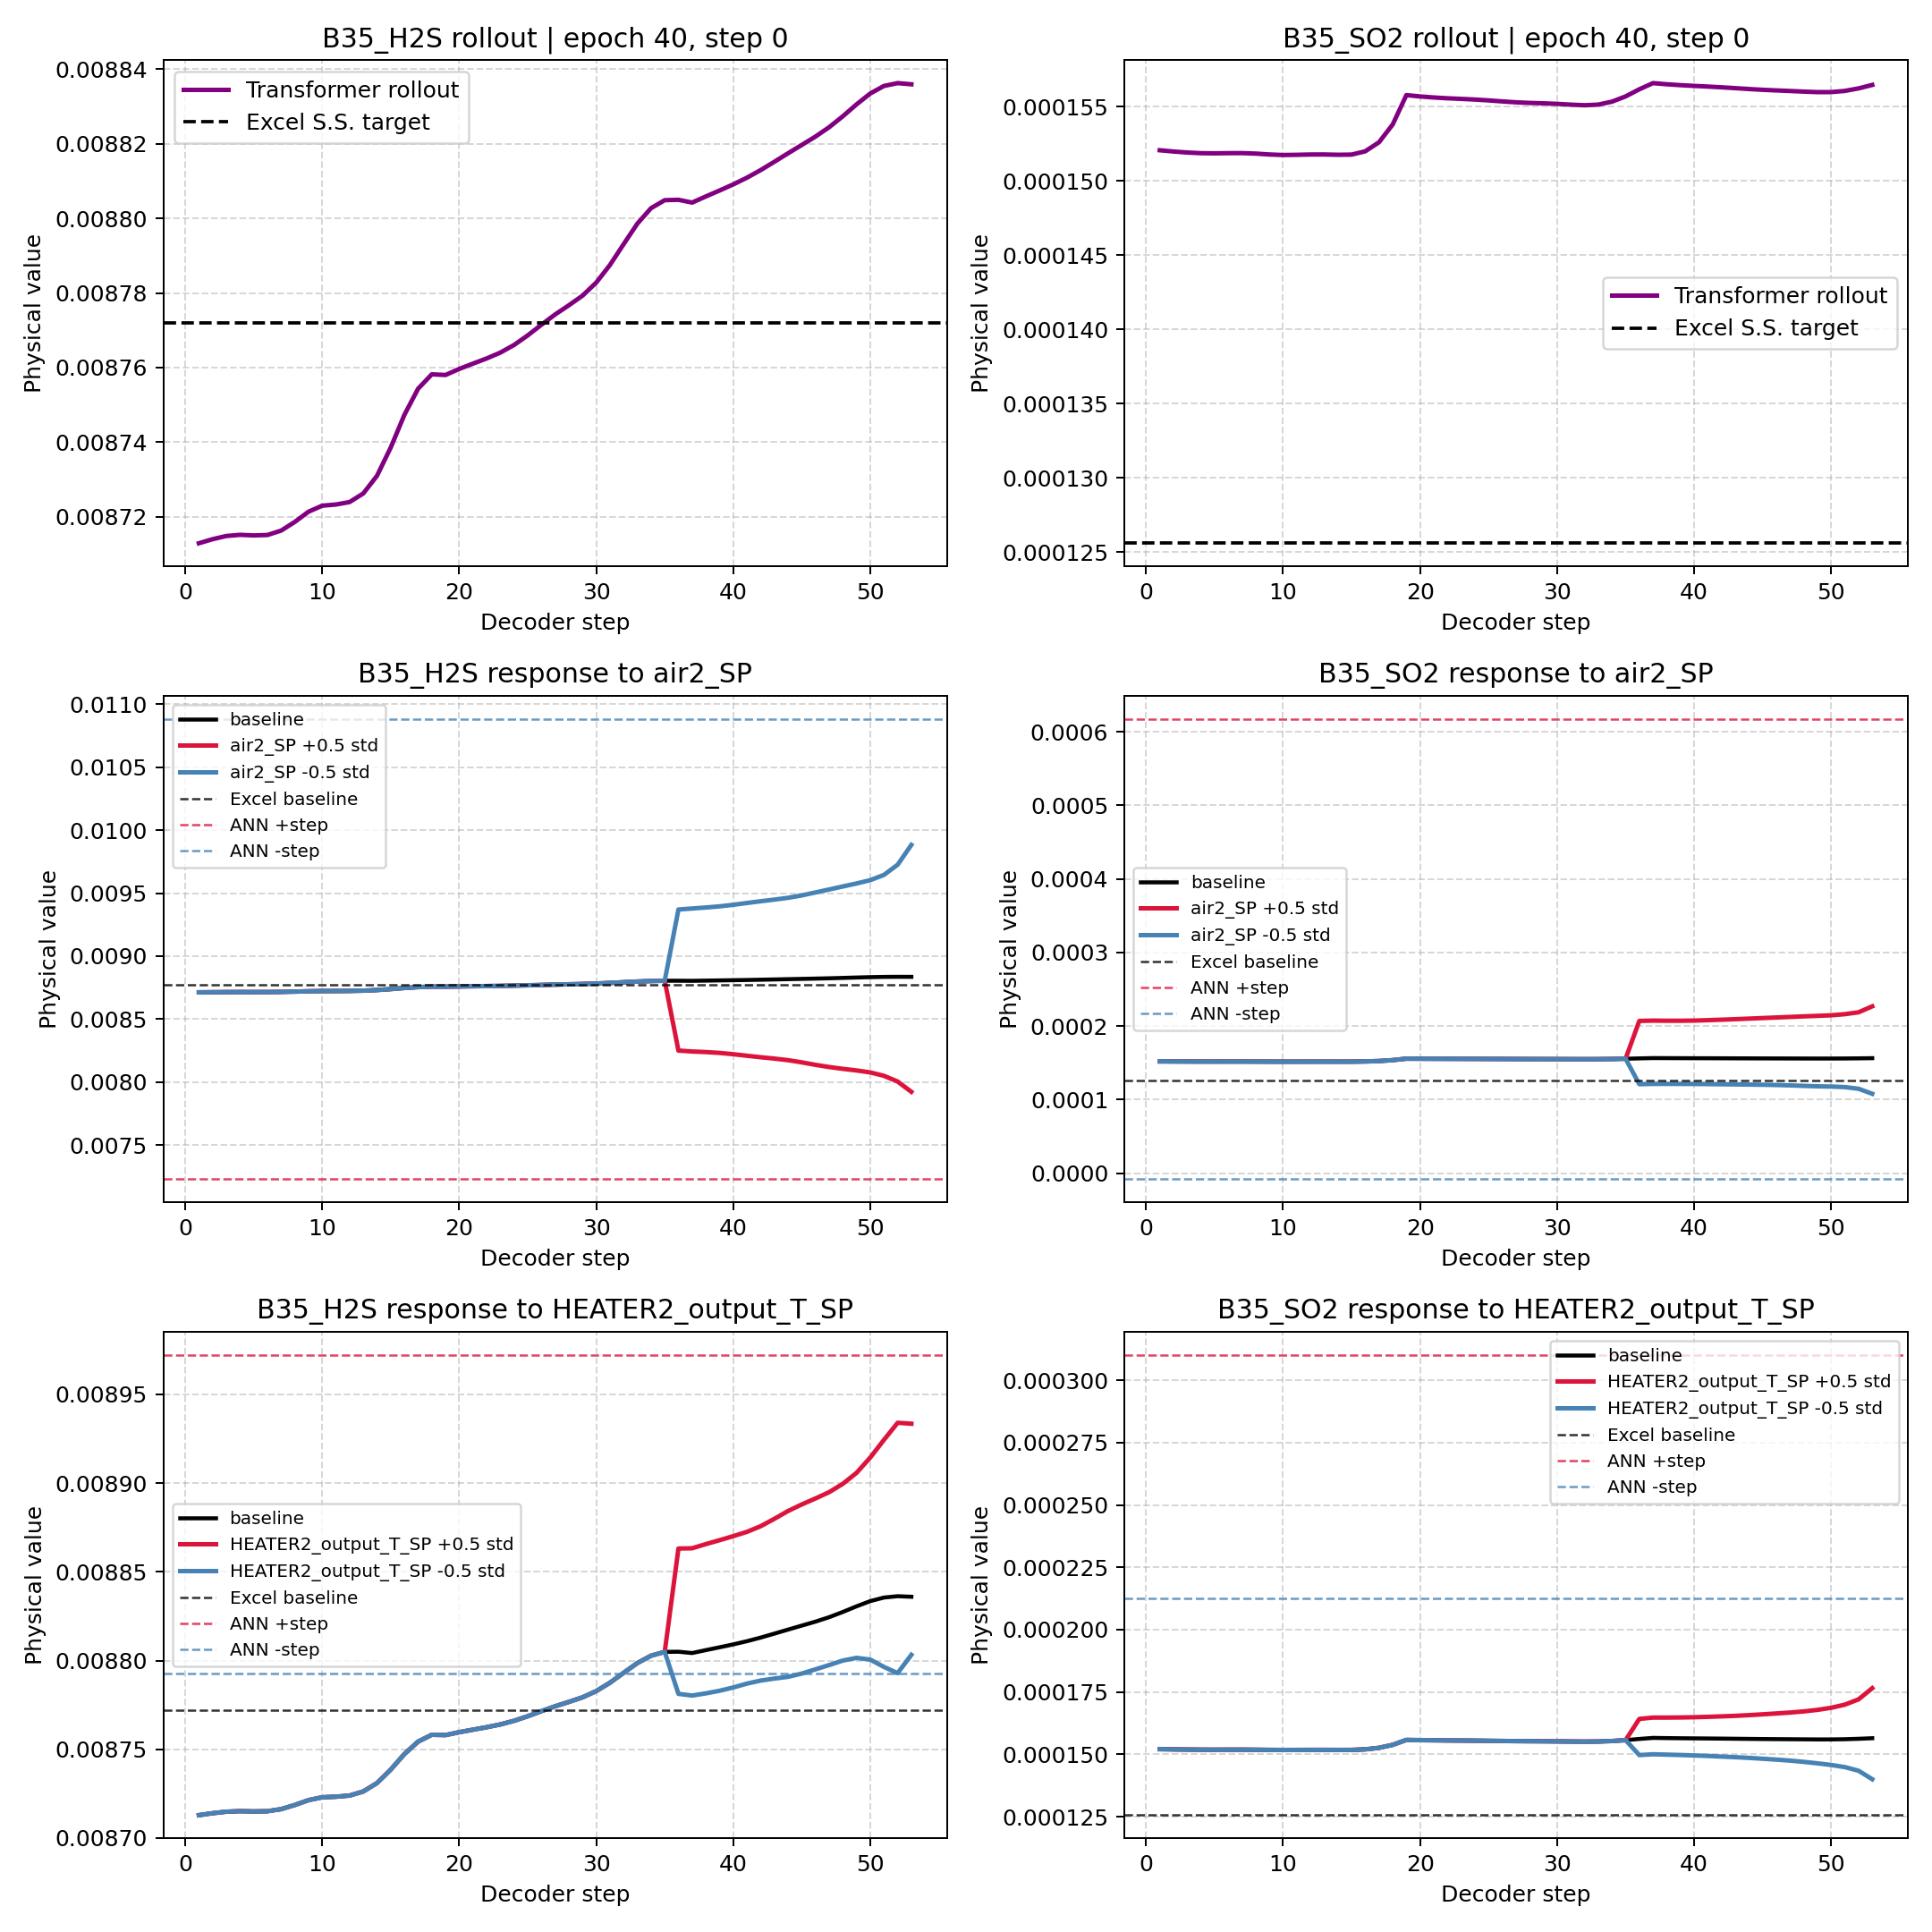 B35_H2S rollout | epoch 40, step 0
0.00884
0.00882
0.00880
0.00878
0.00876
0.00874
0.00872
Physical value
Transformer rollout
Excel S.S. target
0 10 20 30 40 50
Decoder step
B35_SO2 rollout | epoch 40, step 0
0.000155
0.000150
0.000145
0.000140
0.000135
0.000130
0.000125
Physical value
Transformer rollout
Excel S.S. target
0 10 20 30 40 50
Decoder step
B35_H2S response to air2_SP
0.0110
0.0105
0.0100
0.0095
0.0090
0.0085
0.0080
0.0075
Physical value
baseline
air2_SP +0.5 std
air2_SP -0.5 std
Excel baseline
ANN +step
ANN -step
0 10 20 30 40 50
Decoder step
B35_SO2 response to air2_SP
0.0006
0.0005
0.0004
0.0003
0.0002
0.0001
0.0000
Physical value
baseline
air2_SP +0.5 std
air2_SP -0.5 std
Excel baseline
ANN +step
ANN -step
0 10 20 30 40 50
Decoder step
B35_H2S response to HEATER2_output_T_SP
0.00895
0.00890
0.00885
0.00880
0.00875
0.00870
Physical value
baseline
HEATER2_output_T_SP +0.5 std
HEATER2_output_T_SP -0.5 std
Excel baseline
ANN +step
ANN -step
0 10 20 30 40 50
Decoder step
B35_SO2 response to HEATER2_output_T_SP
0.000300
0.000275
0.000250
0.000225
0.000200
0.000175
0.000150
0.000125
Physical value
baseline
HEATER2_output_T_SP +0.5 std
HEATER2_output_T_SP -0.5 std
Excel baseline
ANN +step
ANN -step
0 10 20 30 40 50
Decoder step